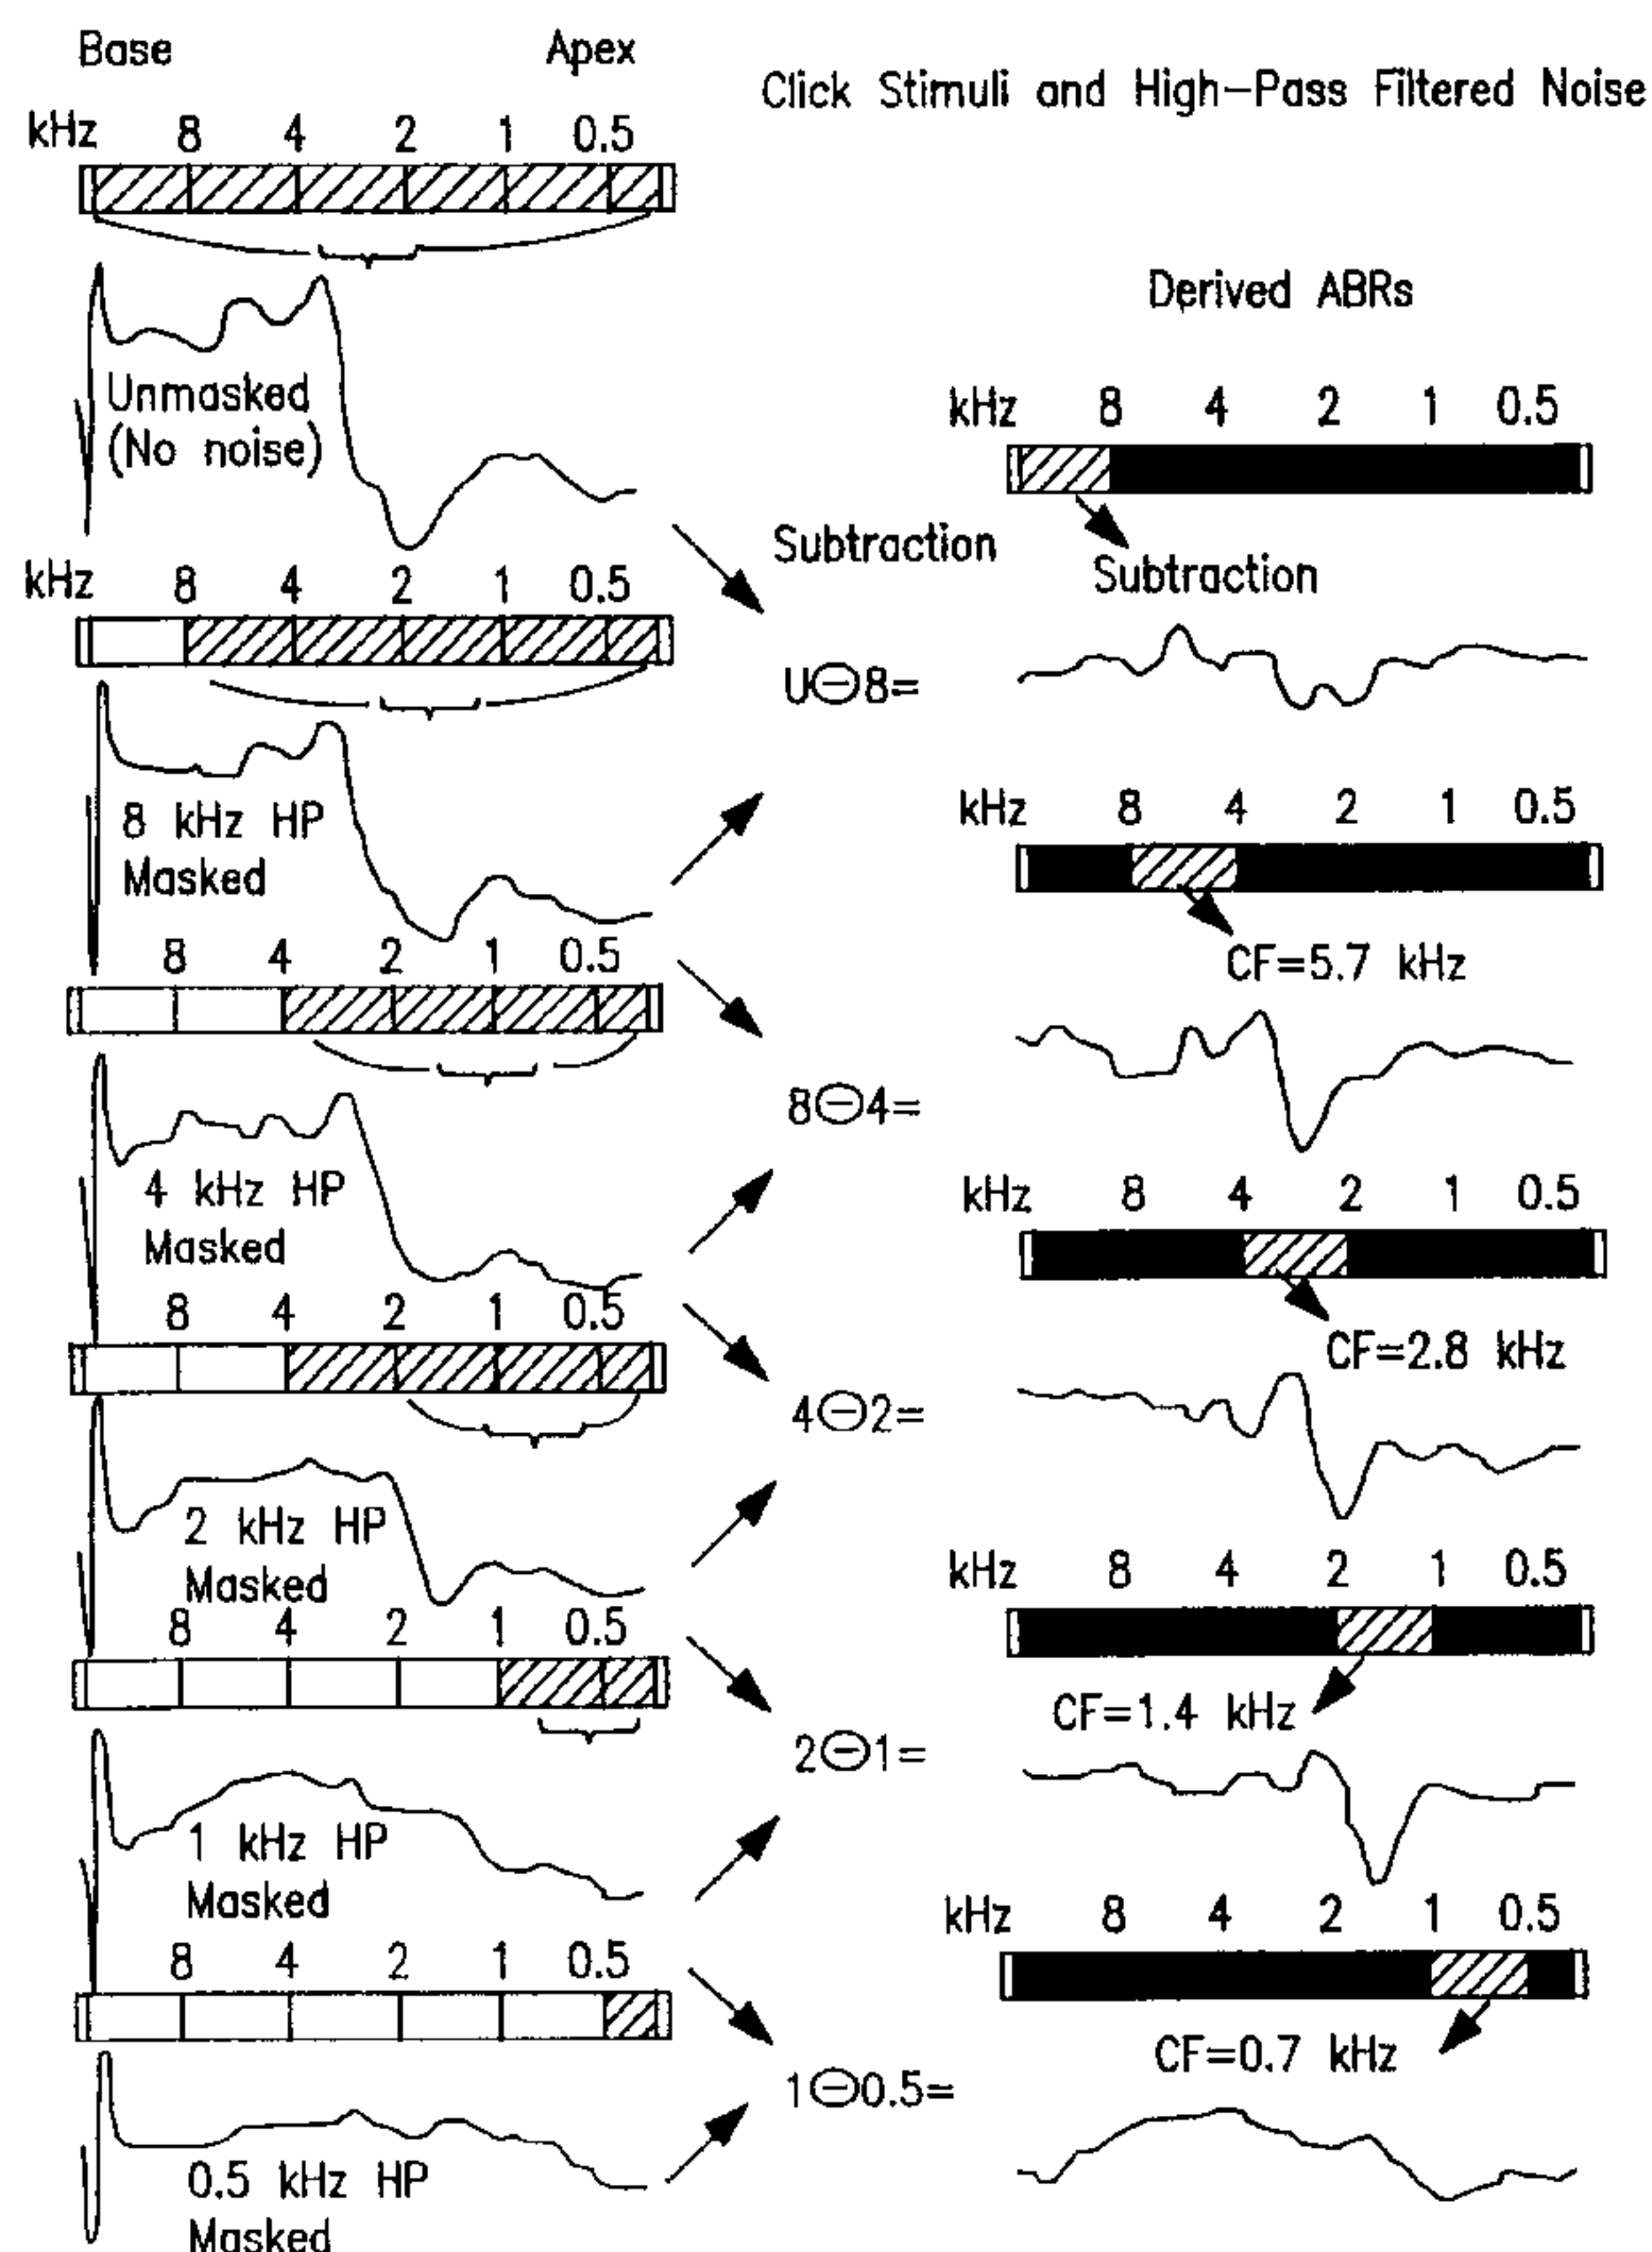 Base Apex
Click Stimuli and High-Pass Filtered Noise
kHz 8 4 2 1 0.5
Unmasked
(No noise)
kHz 8 4 2 1 0.5
8 kHz HP
Masked
8 4 2 1 0.5
4 kHz HP
Masked
8 4 2 1 0.5
2 kHz HP
Masked
8 4 2 1 0.5
1 kHz HP
Masked
8 4 2 1 0.5
0.5 kHz HP
Masked
Subtraction
U⊖8=
8⊖4=
4⊖2=
2⊖1=
1⊖0.5=
Derived ABRs
kHz 8 4 2 1 0.5
Subtraction
kHz 8 4 2 1 0.5
CF=5.7 kHz
kHz 8 4 2 1 0.5
CF=2.8 kHz
kHz 8 4 2 1 0.5
CF=1.4 kHz
kHz 8 4 2 1 0.5
CF=0.7 kHz